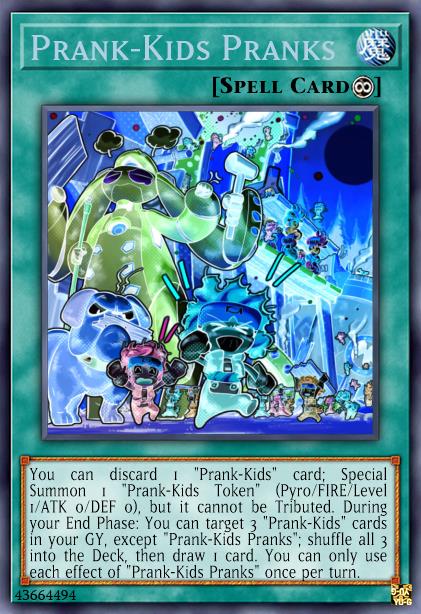 PRANK-KIDS PRANKS
魔
[SPELL CARD]
You can discard 1 "Prank-Kids" card; Special
Summon 1 "Prank-Kids Token" (Pyro/FIRE/Level
1/ATK 0/DEF 0), but it cannot be Tributed. During
your End Phase: You can target 3 "Prank-Kids" cards
in your GY, except "Prank-Kids Pranks"; shuffle all 3
into the Deck, then draw 1 card. You can only use
each effect of "Prank-Kids Pranks" once per turn.
43664494